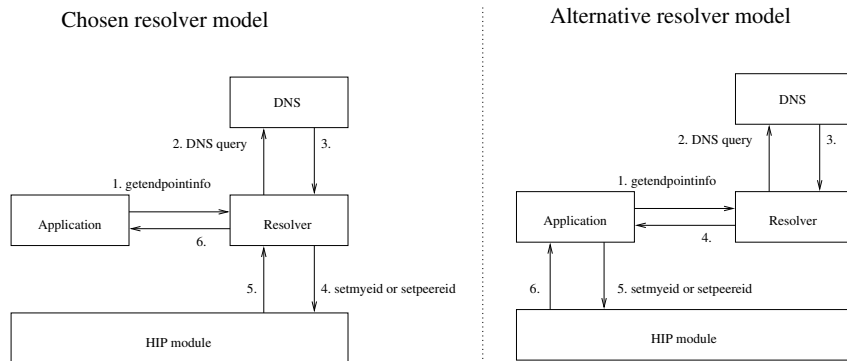 Chosen resolver model
DNS
2. DNS query
3.
1. getendpointinfo
Application
Resolver
6.
5.
4. setmyeid or setpeereid
HIP module
Alternative resolver model
DNS
2. DNS query
3.
1. getendpointinfo
Application
Resolver
4.
6.
5. setmyeid or setpeereid
HIP module